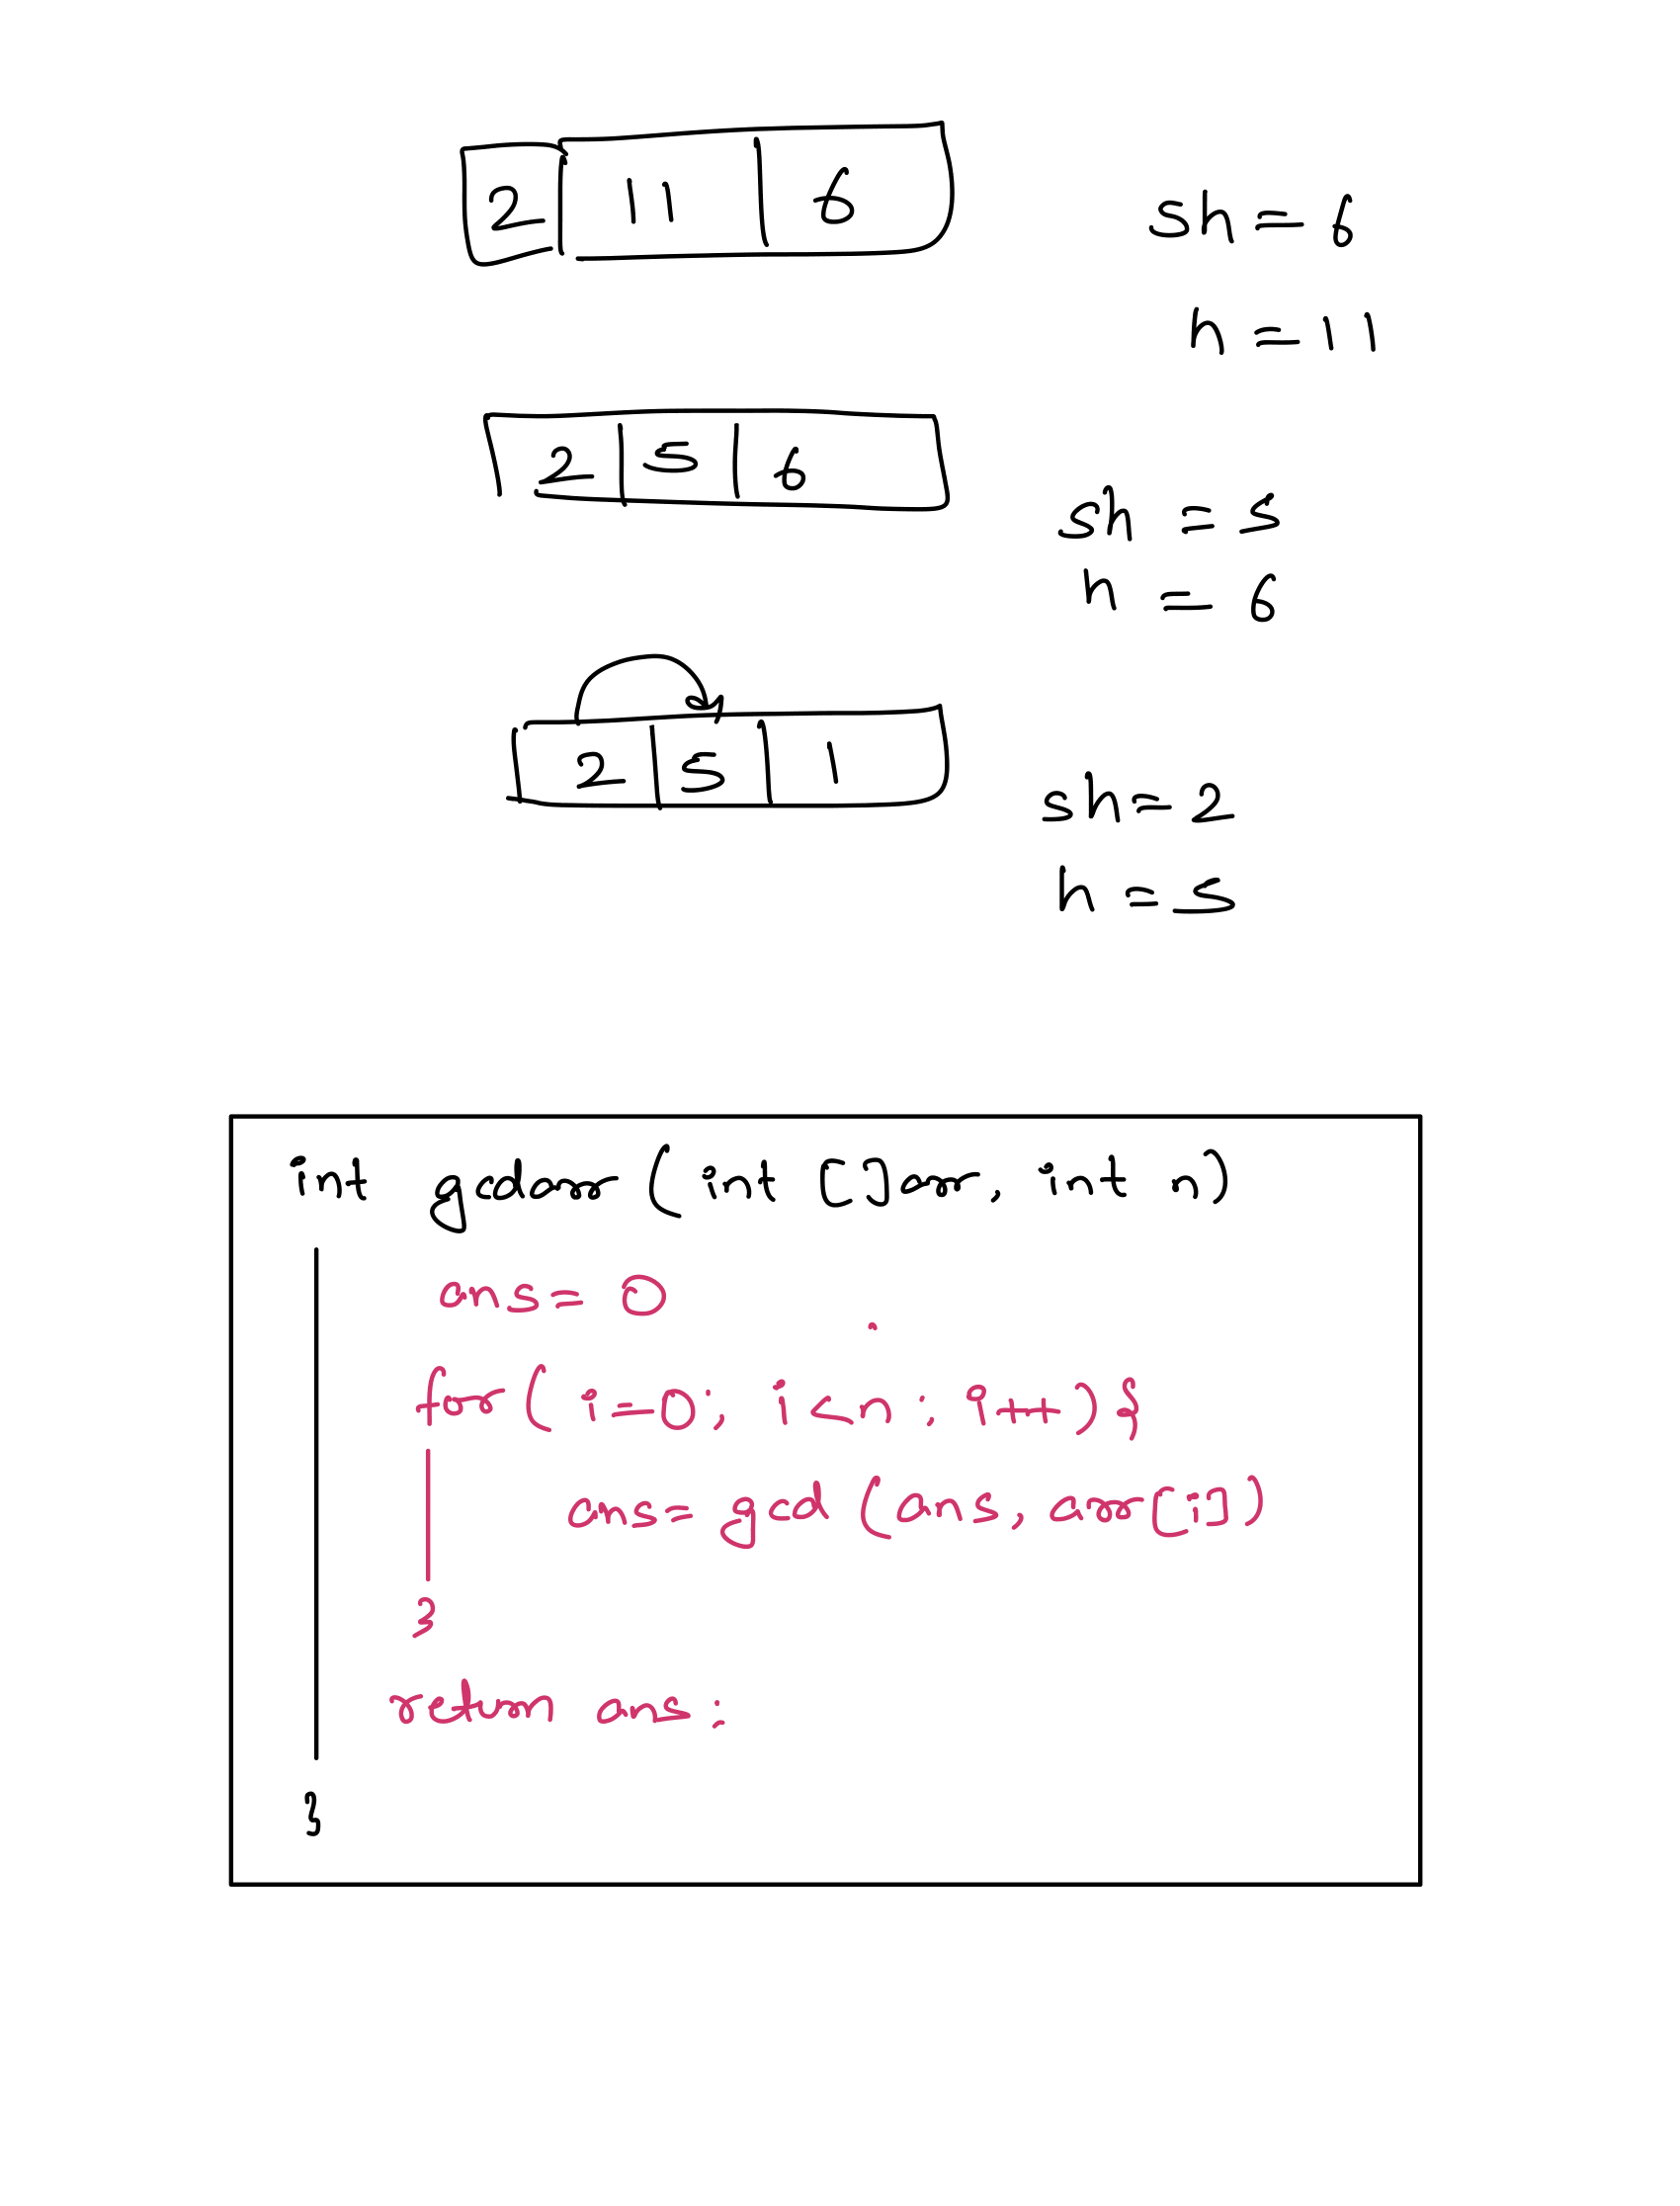 2 11 6
sh = 6
h = 11
2 5 6
sh = 5
h = 6
2 5 1
sh = 2
h = 5
int gcdarr (int []arr, int n)
ans = 0
for( i=0; i<n; i++){
ans= gcd (ans, arr[i])
}
return ans;
}